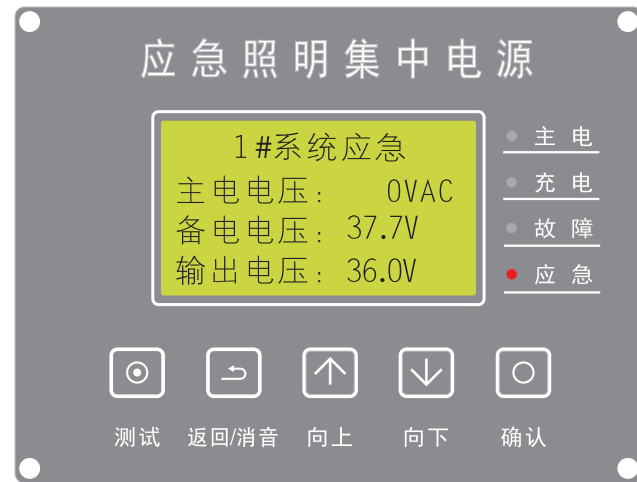 应急照明集中电源
1#系统应急
主电电压： 0VAC
备电电压：37.7V
输出电压：36.0V
主电
充电
故障
应急
测试 返回/消音 向上 向下 确认